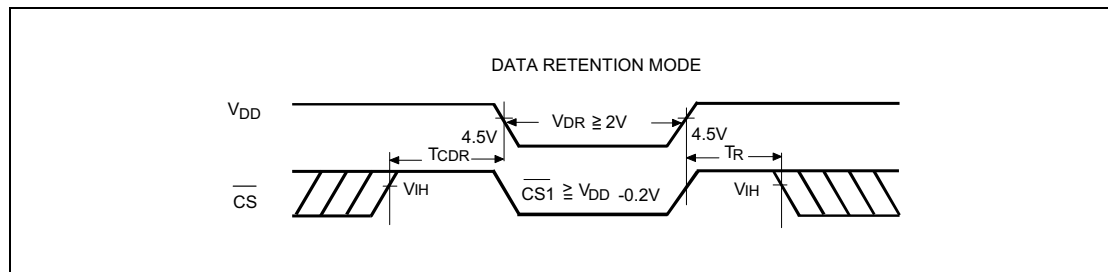 DATA RETENTION MODE
VDD
VDR ≧ 2V
4.5V
4.5V
TCDR
TR
CS
VIH
CS1 ≧ VDD -0.2V
VIH